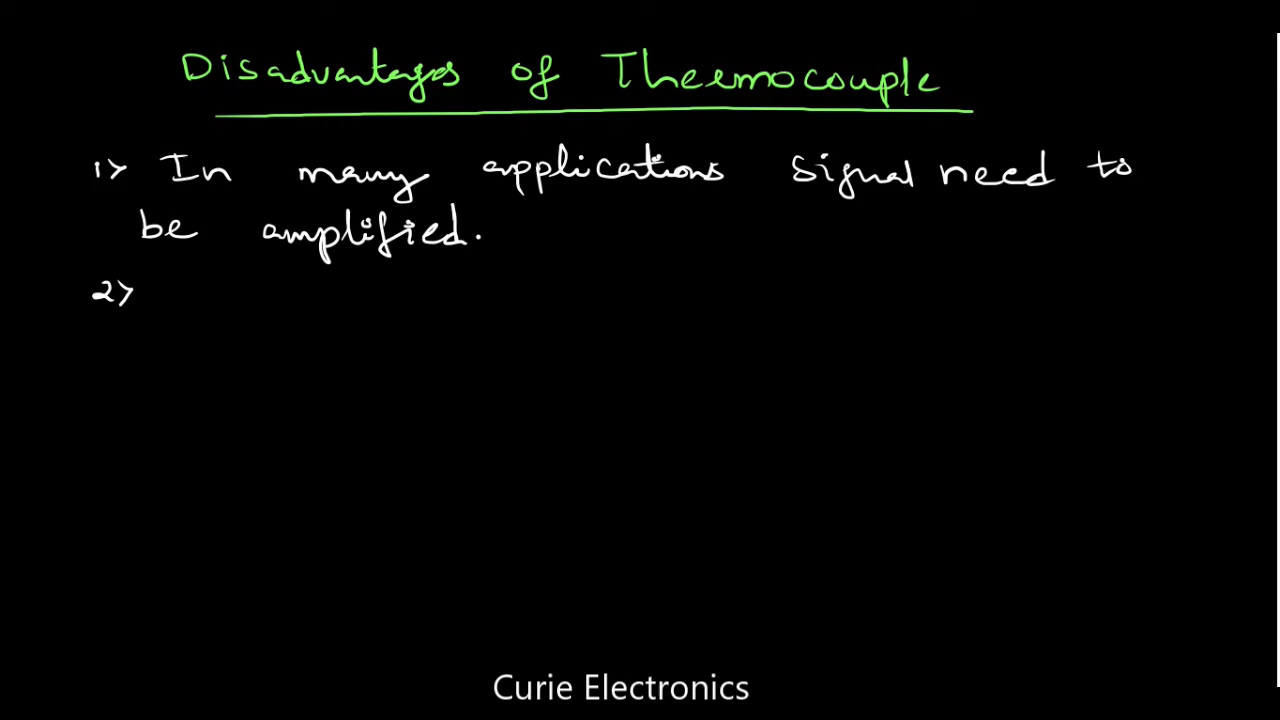 Disadvantages of Thermocouple
1> In many applications signal need to
be amplified.
2>
Curie Electronics